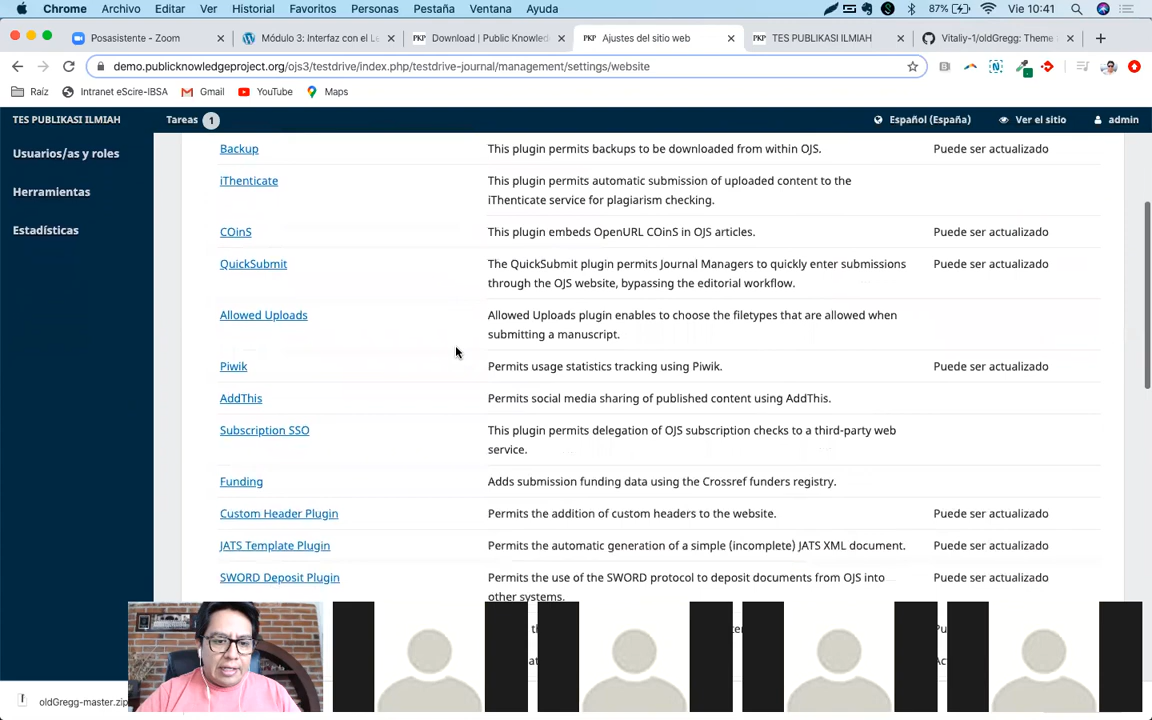 Chrome Archivo Editar Ver Historial Favoritos Personas Pestaña Ventana Ayuda 87% Vie 10:41
Posasistente - Zoom Módulo 3: Interfaz con el L Download | Public Knowled PKP Ajustes del sitio web PKP TES PUBLIKASI ILMIAH Vitaliy-1/oldGregg: Theme
demo.publicknowledgeproject.org/ojs3/testdrive/index.php/testdrive-journal/management/settings/website
Raíz Intranet eScire-IBSA Gmail YouTube Maps
TES PUBLIKASI ILMIAH Tareas 1 Español (España) Ver el sitio admin
Usuarios/as y roles
Herramientas
Estadísticas
Backup This plugin permits backups to be downloaded from within OJS. Puede ser actualizado
iThenticate This plugin permits automatic submission of uploaded content to the
iThenticate service for plagiarism checking.
COinS This plugin embeds OpenURL COinS in OJS articles. Puede ser actualizado
QuickSubmit The QuickSubmit plugin permits Journal Managers to quickly enter submissions Puede ser actualizado
through the OJS website, bypassing the editorial workflow.
Allowed Uploads Allowed Uploads plugin enables to choose the filetypes that are allowed when
submitting a manuscript.
Piwik Permits usage statistics tracking using Piwik. Puede ser actualizado
AddThis Permits social media sharing of published content using AddThis.
Subscription SSO This plugin permits delegation of OJS subscription checks to a third-party web
service.
Funding Adds submission funding data using the Crossref funders registry.
Custom Header Plugin Permits the addition of custom headers to the website. Puede ser actualizado
JATS Template Plugin Permits the automatic generation of a simple (incomplete) JATS XML document. Puede ser actualizado
SWORD Deposit Plugin Permits the use of the SWORD protocol to deposit documents from OJS into Puede ser actualizado
other systems.
oldGregg-master.zip